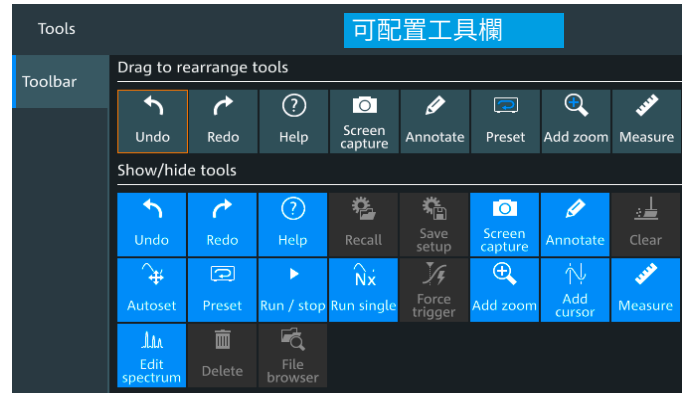 Tools
可配置工具欄
Toolbar
Drag to rearrange tools
Undo
Redo
Help
Screen
capture
Annotate
Preset
Add zoom
Measure
Show/hide tools
Undo
Redo
Help
Recall
Save
setup
Screen
capture
Annotate
Clear
Autoset
Preset
Run / stop
Nx
Run single
Force
trigger
Add zoom
Add
cursor
Measure
Edit
spectrum
Delete
File
browser